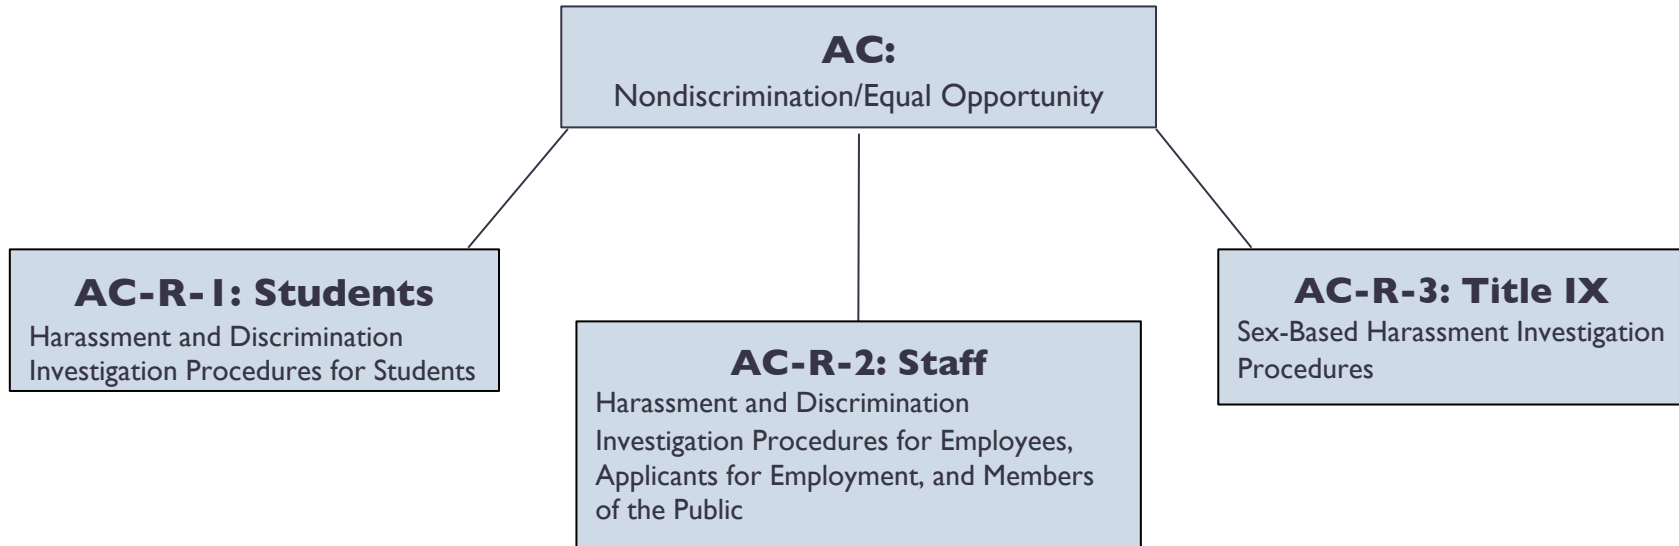 AC:
Nondiscrimination/Equal Opportunity
AC-R-1: Students
Harassment and Discrimination
Investigation Procedures for Students
AC-R-2: Staff
Harassment and Discrimination
Investigation Procedures for Employees,
Applicants for Employment, and Members
of the Public
AC-R-3: Title IX
Sex-Based Harassment Investigation
Procedures